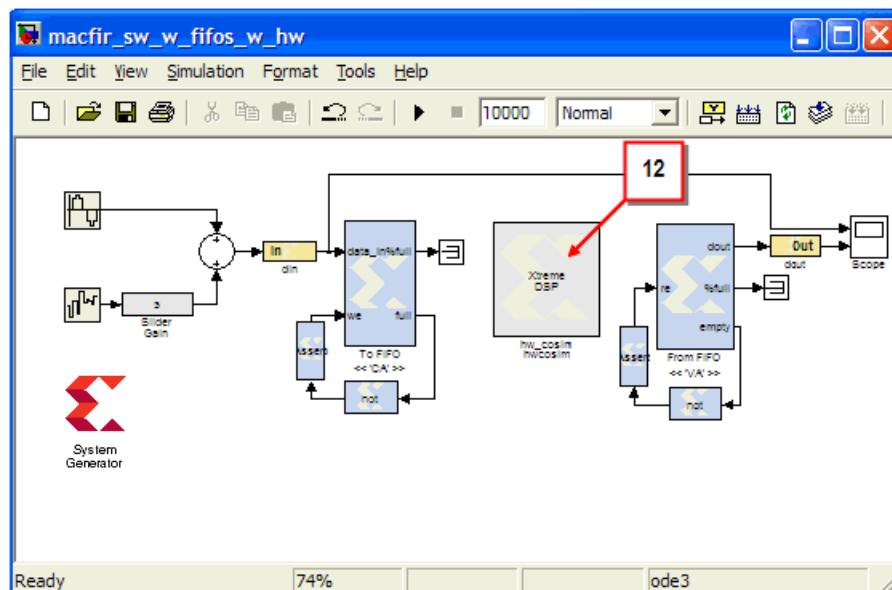 macfir_sw_w_fifos_w_hw
File Edit View Simulation Format Tools Help
10000 Normal
12
In
din
data_in %full
we full
To FIFO
<< 'DA' >>
Assert
not
Xtreme
DSP
hw_cosim
hwcosim
dout
re %full
empty
From FIFO
<< 'VA' >>
Assert
not
Out
dout
Scope
Slider
Gain
System
Generator
Ready 74% ode3